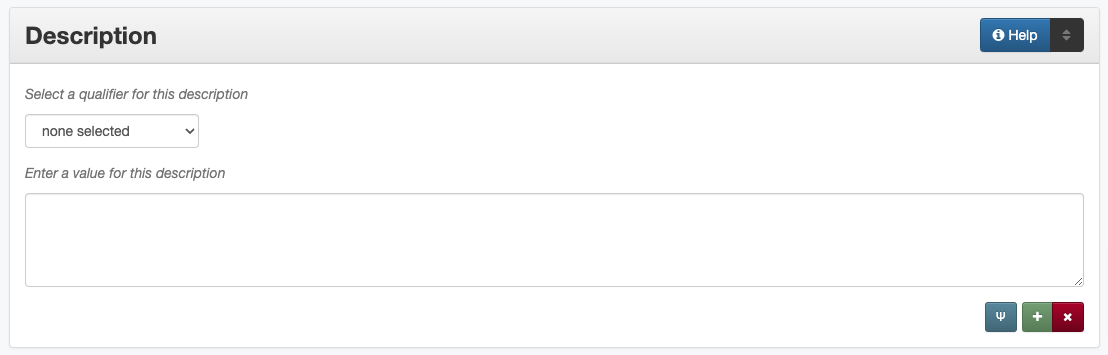 Description
Help
Select a qualifier for this description
none selected
Enter a value for this description
Ψ